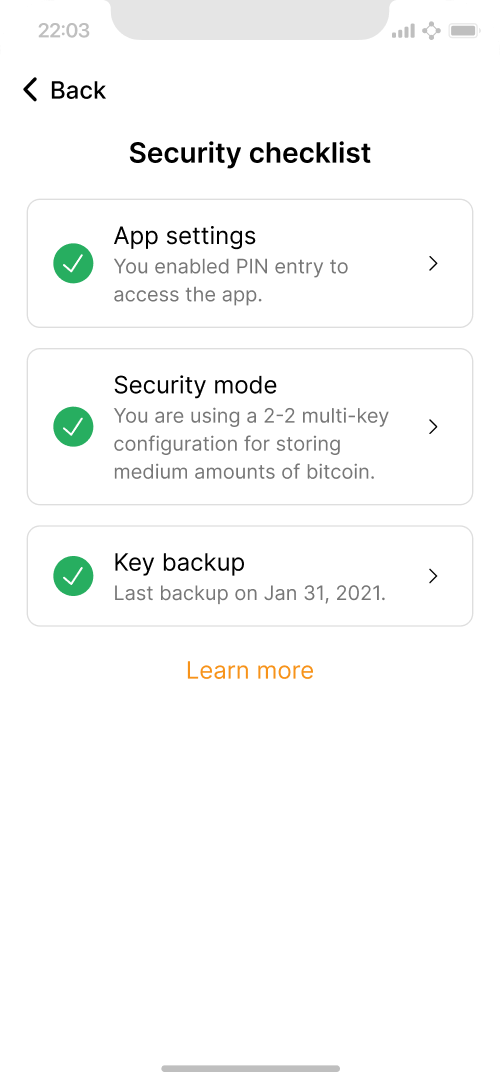 22:03
Back
Security checklist
App settings
You enabled PIN entry to
access the app.
Security mode
You are using a 2-2 multi-key
configuration for storing
medium amounts of bitcoin.
Key backup
Last backup on Jan 31, 2021.
Learn more